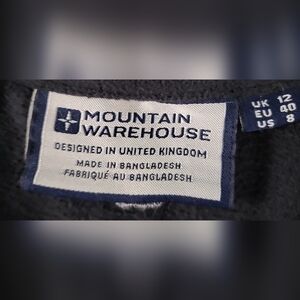 MOUNTAIN
WAREHOUSE
DESIGNED IN UNITED KINGDOM
MADE IN BANGLADESH
FABRIQUÉ AU BANGLADESH
UK 12
EU 40
US 8